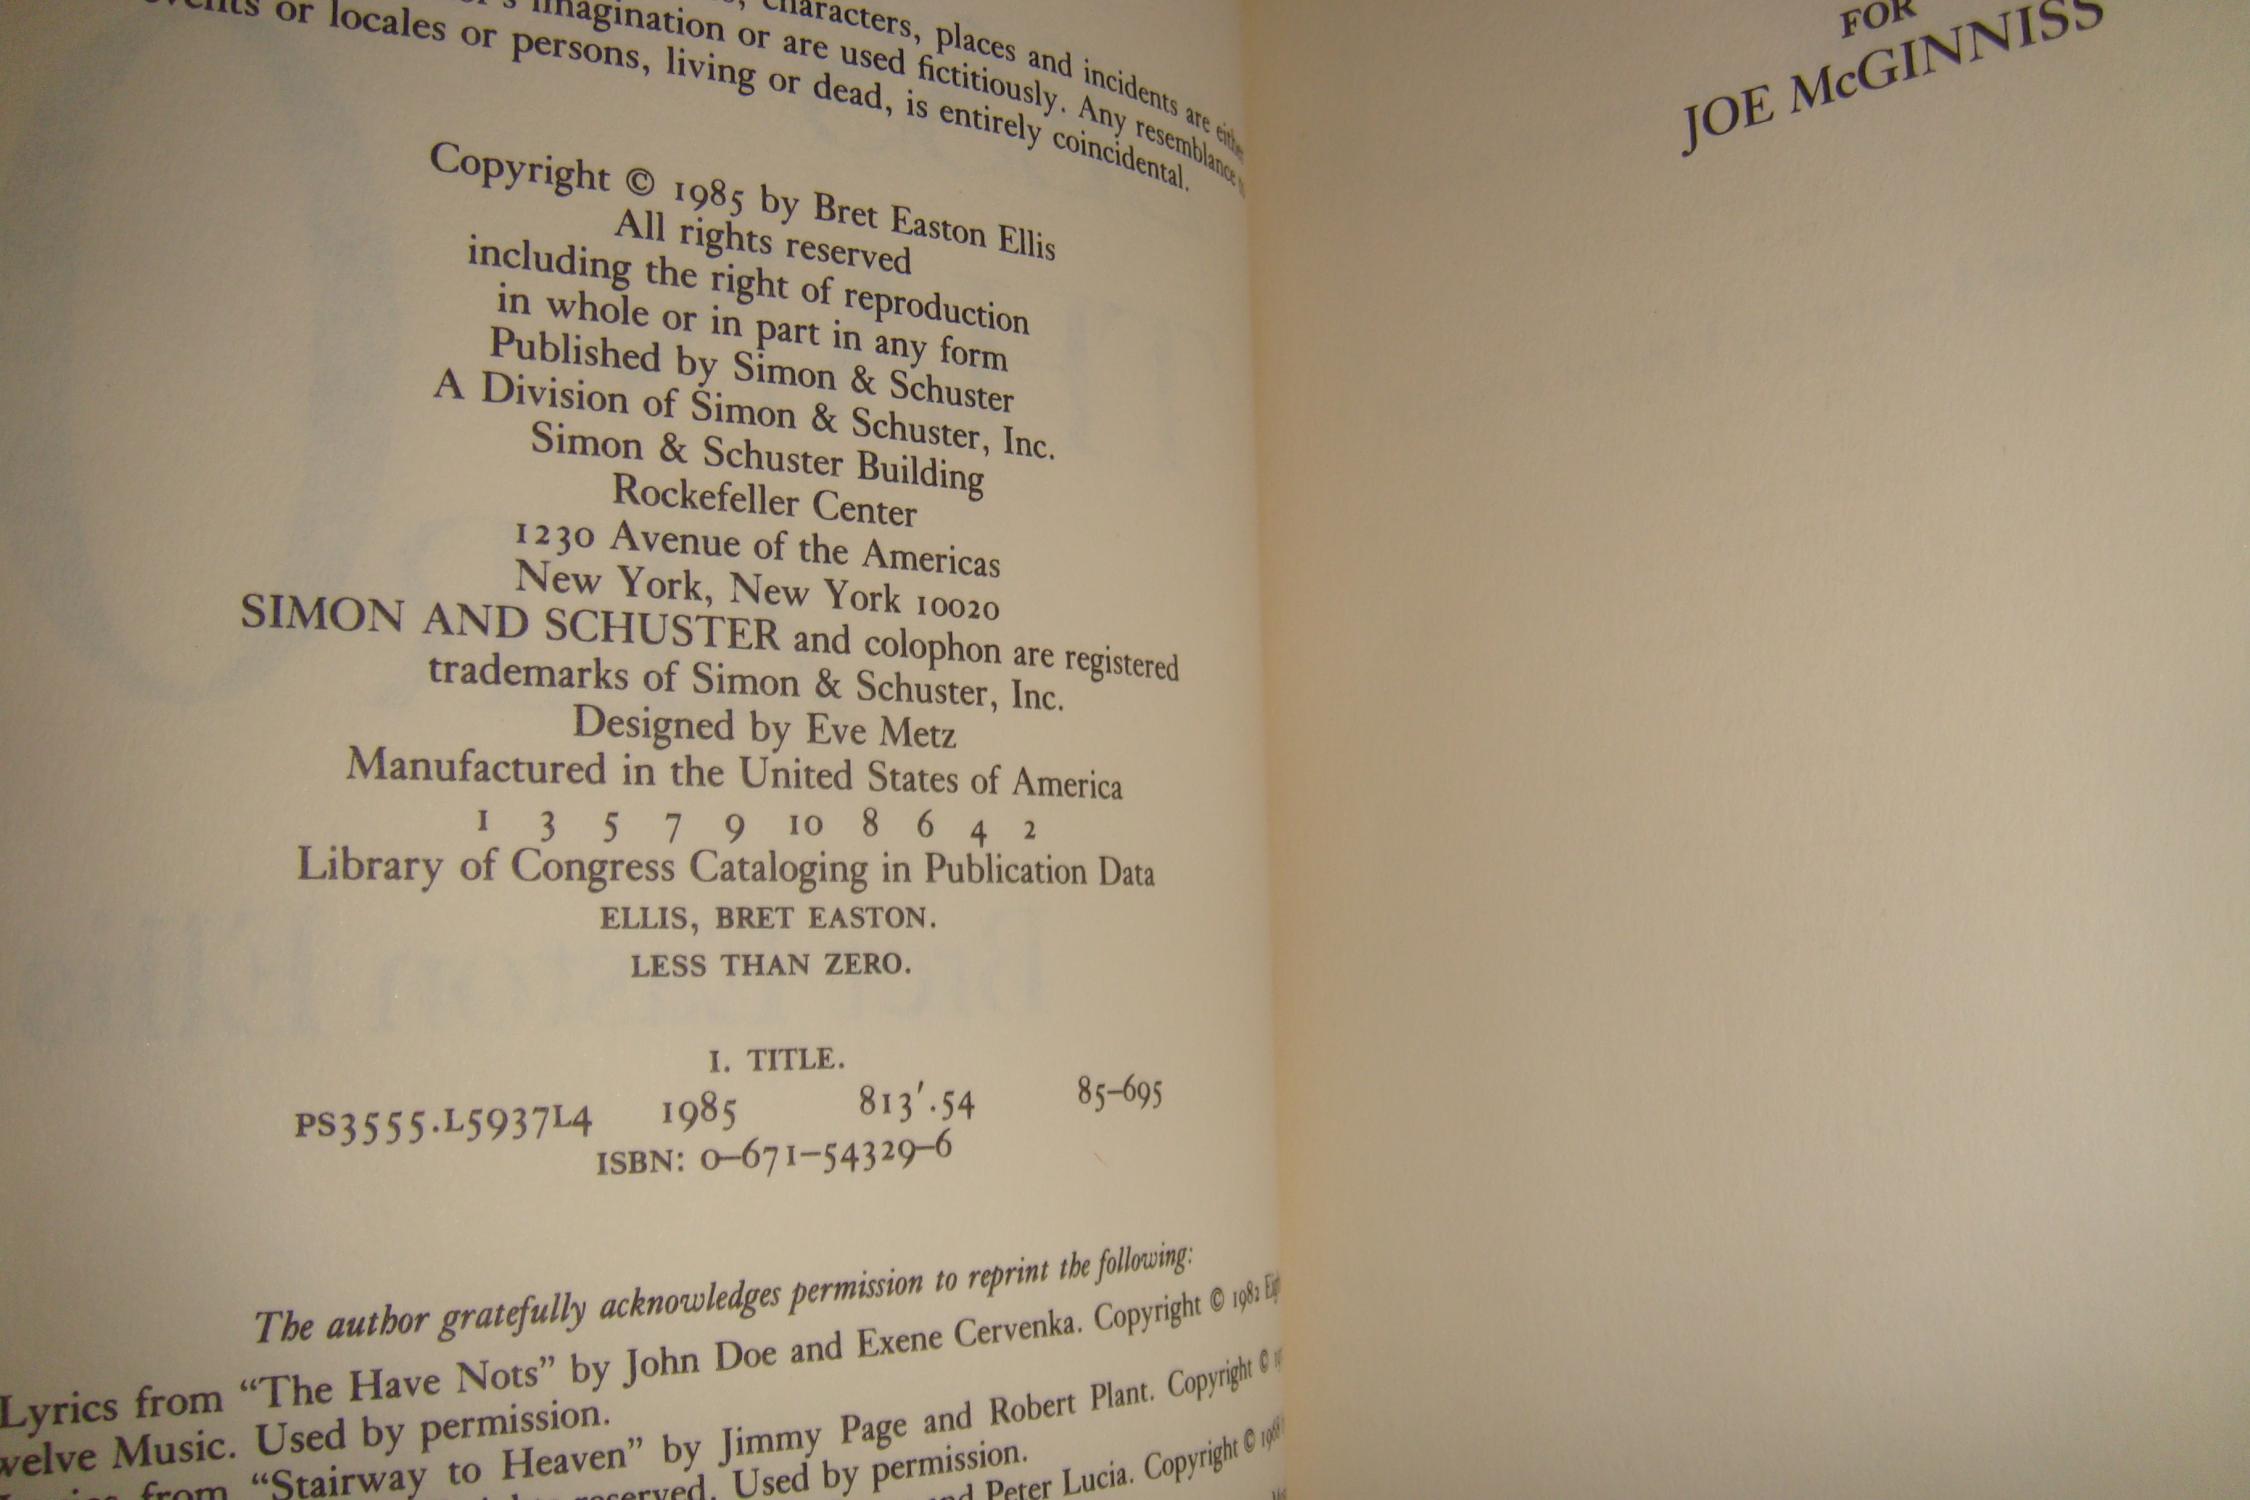 characters, places and incidents are either
imagination or are used fictitiously. Any resemblance
events or locales or persons, living or dead, is entirely coincidental.
Copyright © 1985 by Bret Easton Ellis
All rights reserved
including the right of reproduction
in whole or in part in any form
Published by Simon & Schuster
A Division of Simon & Schuster, Inc.
Simon & Schuster Building
Rockefeller Center
1230 Avenue of the Americas
New York, New York 10020
SIMON AND SCHUSTER and colophon are registered
trademarks of Simon & Schuster, Inc.
Designed by Eve Metz
Manufactured in the United States of America
1 3 5 7 9 10 8 6 4 2
Library of Congress Cataloging in Publication Data
ELLIS, BRET EASTON.
LESS THAN ZERO.
I. TITLE.
PS3555.L5937L4 1985 813'.54 85-695
ISBN: 0-671-54329-6
The author gratefully acknowledges permission to reprint the following:
Lyrics from “The Have Nots” by John Doe and Exene Cervenka. Copyright © 1982
welve Music. Used by permission.
from “Stairway to Heaven” by Jimmy Page and Robert Plant. Copyright ©
reserved. Used by permission.
and Peter Lucia. Copyright © 1968
FOR
JOE McGINNISS